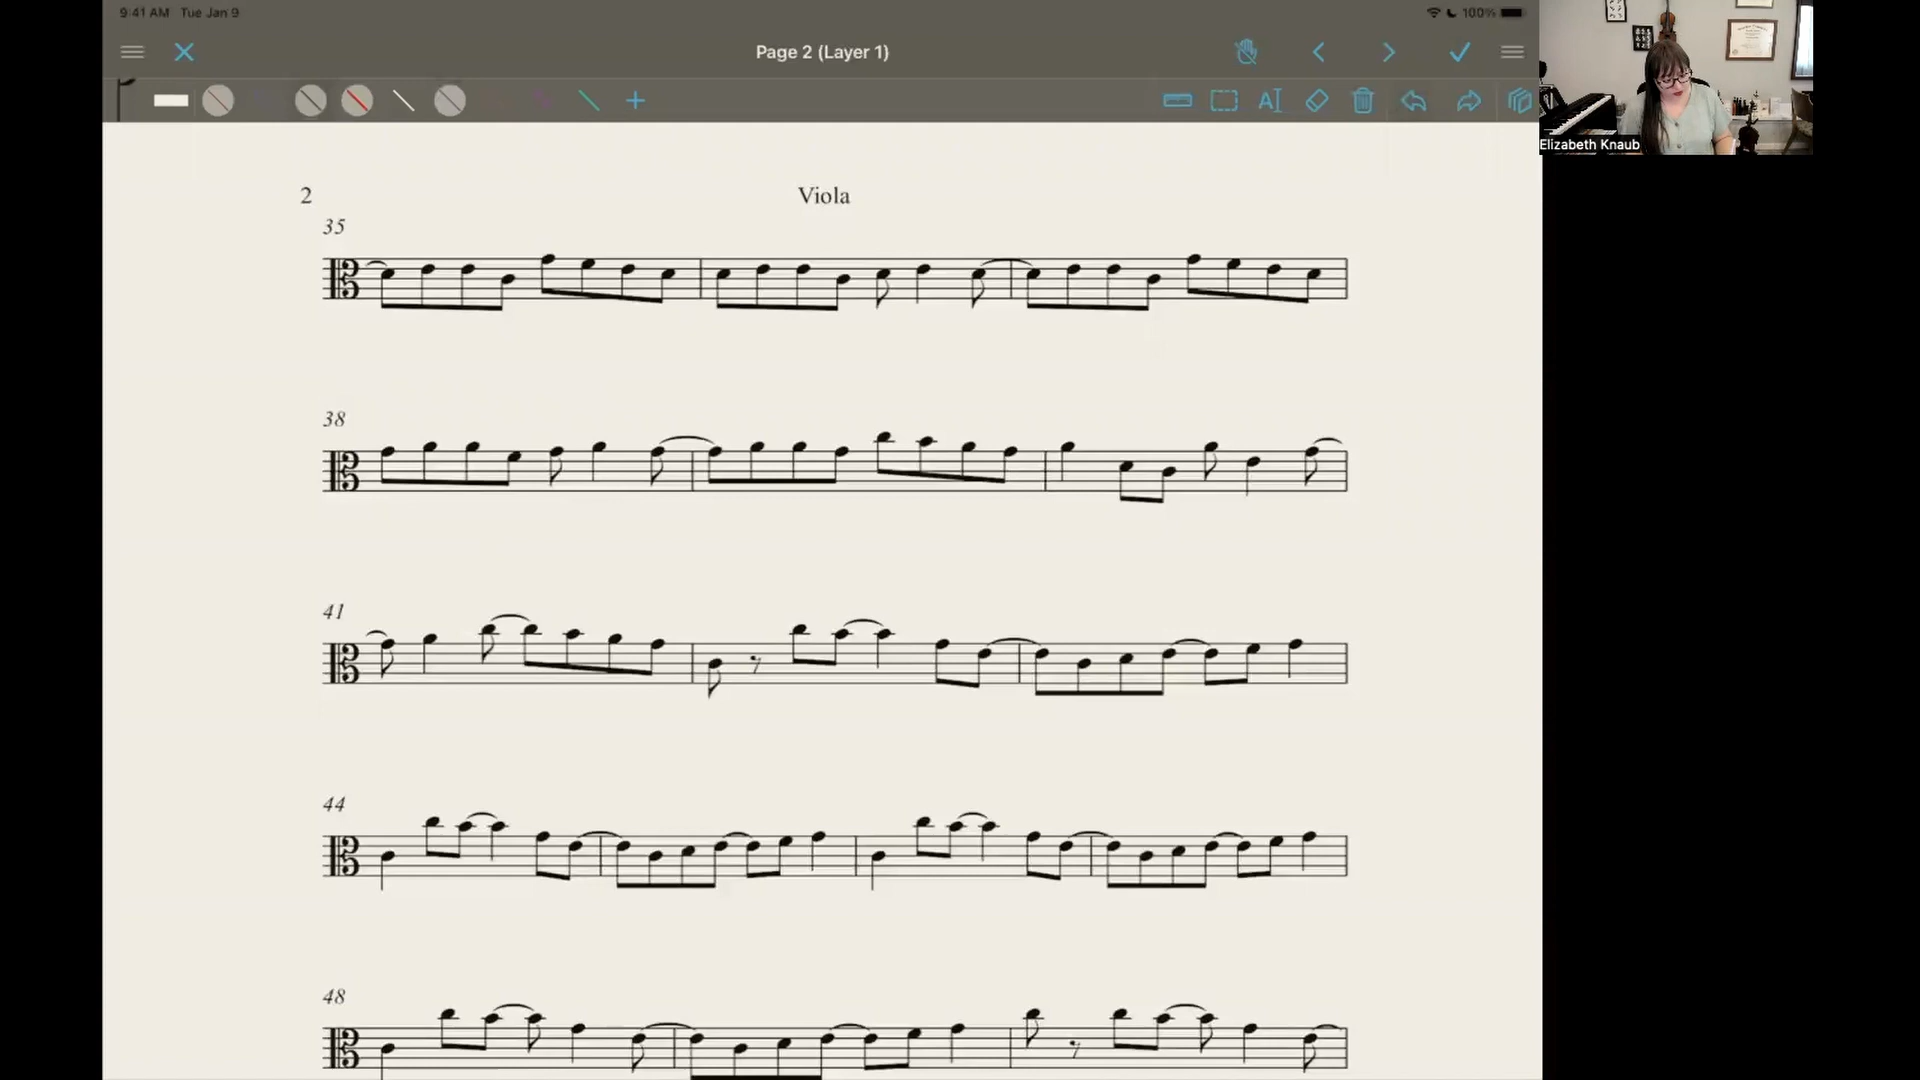 9:41 AM Tue Jan 9
100%
Page 2 (Layer 1)
Elizabeth Knaub
2
Viola
35
38
41
44
48